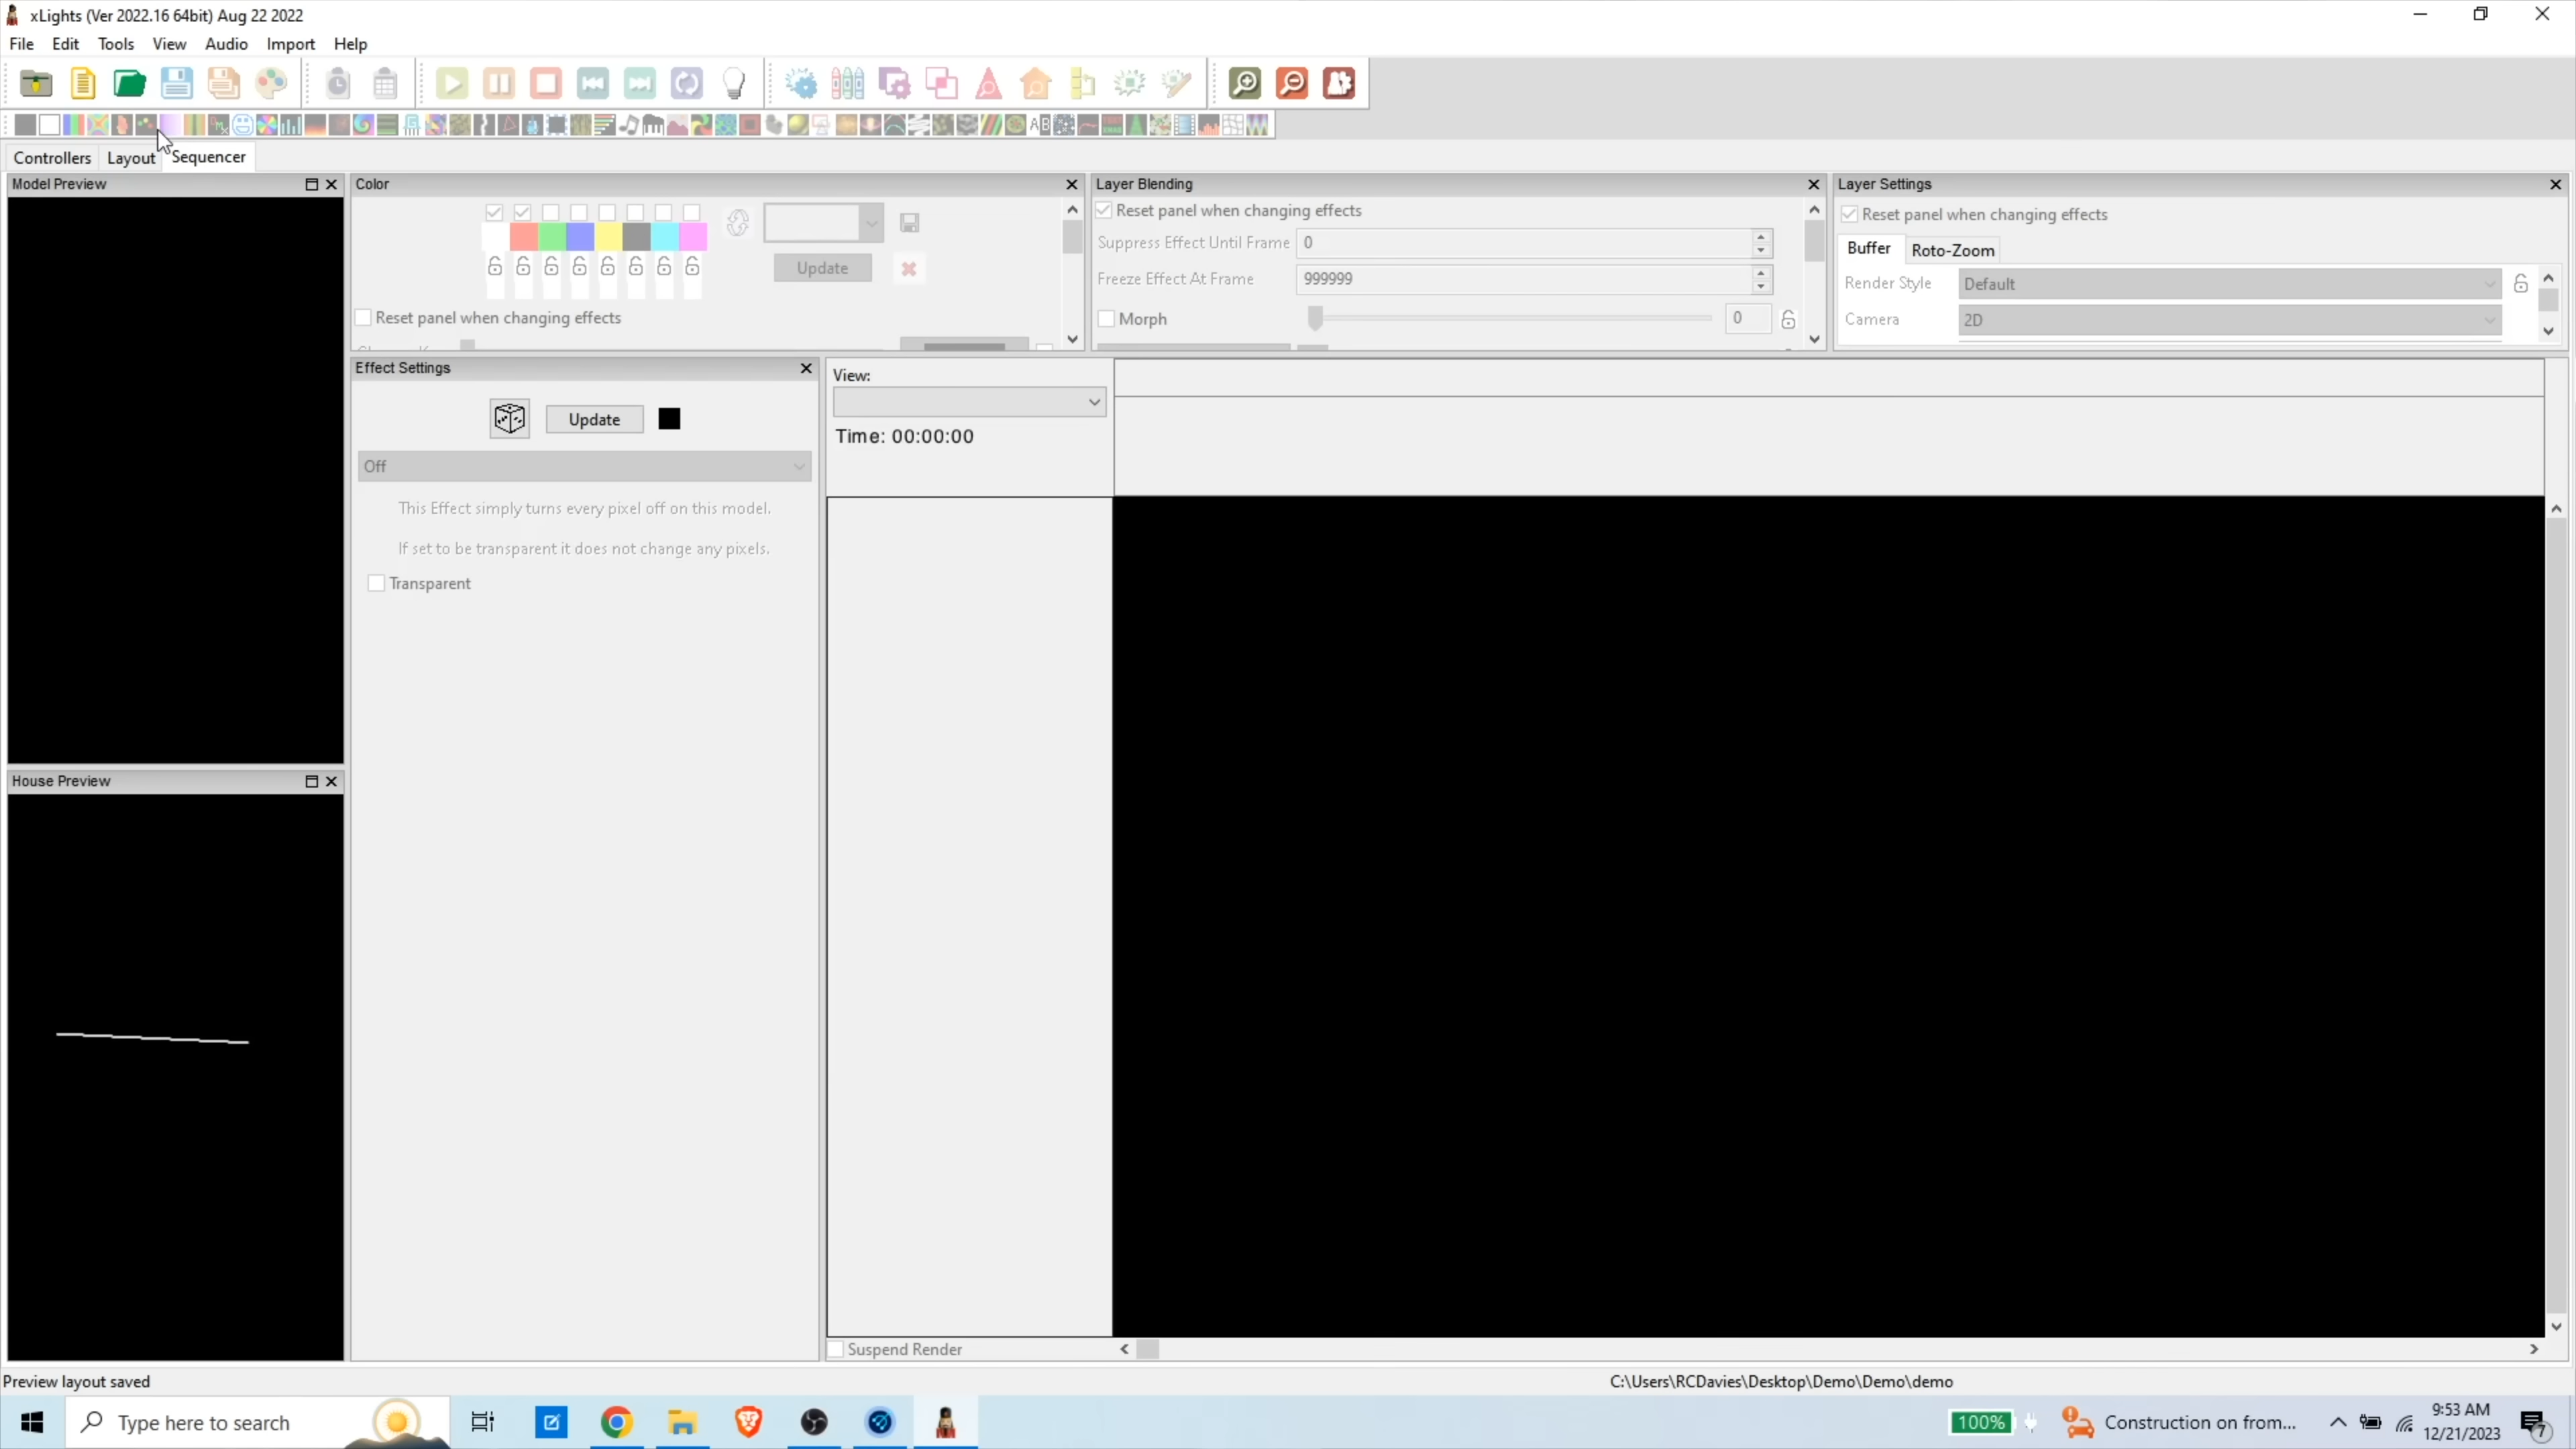 xLights (Ver 2022.16 64bit) Aug 22 2022
File Edit Tools View Audio Import Help
Controllers Layout Sequencer
Model Preview
Color
Layer Blending
Layer Settings
Update
Reset panel when changing effects
Reset panel when changing effects
Suppress Effect Until Frame 0
Freeze Effect At Frame 999999
Morph 0
Reset panel when changing effects
Buffer Roto-Zoom
Render Style Default
Camera 2D
Effect Settings
Update
Off
This Effect simply turns every pixel off on this model.
If set to be transparent it does not change any pixels.
Transparent
View:
Time: 00:00:00
House Preview
Suspend Render
Preview layout saved
C:\Users\RCDavies\Desktop\Demo\Demo\demo
Type here to search
100%
Construction on from...
9:53 AM
12/21/2023
7